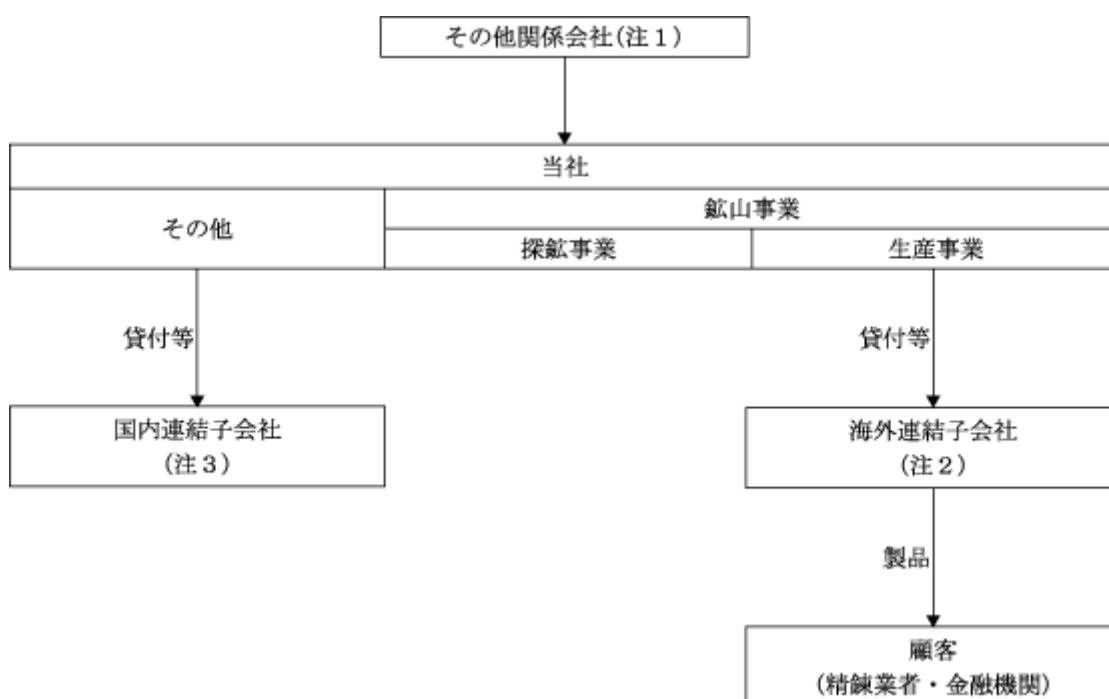 その他関係会社(注1)
当社
その他
鉱山事業
探鉱事業
生産事業
貸付等
貸付等
国内連結子会社
(注3)
海外連結子会社
(注2)
製品
顧客
(精錬業者・金融機関)